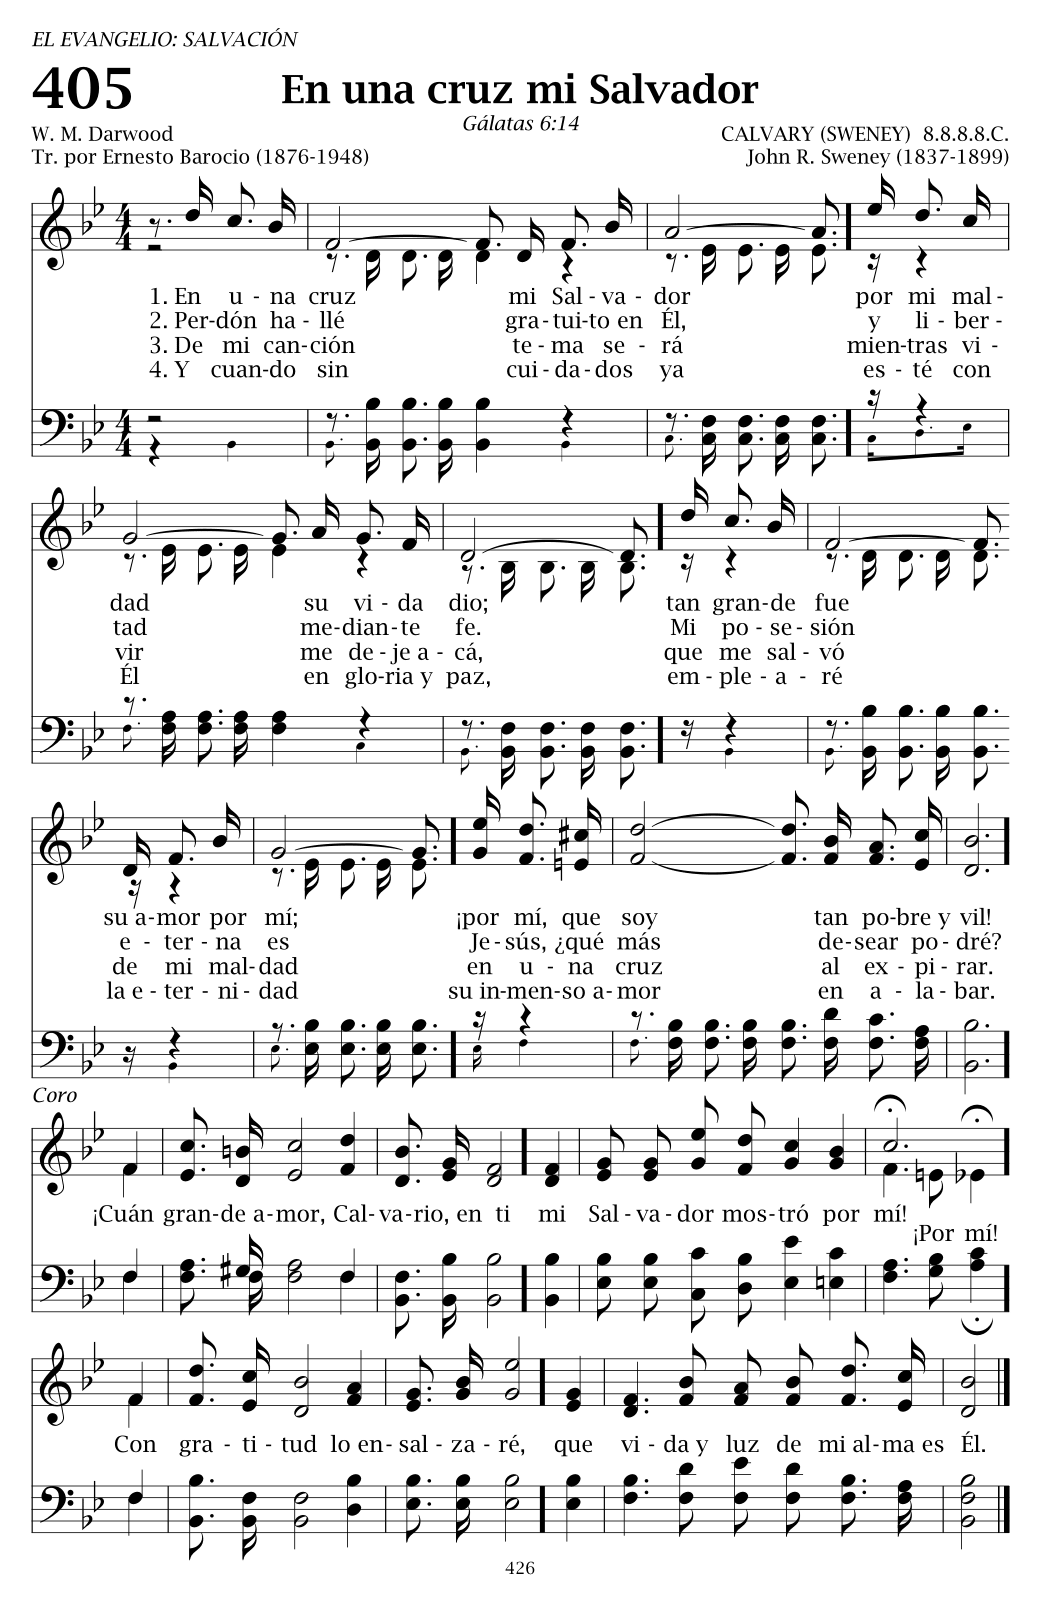 EL EVANGELIO: SALVACIÓN
405
En una cruz mi Salvador
Gálatas 6:14
W. M. Darwood
CALVARY (SWENEY) 8.8.8.8.C.
Tr. por Ernesto Barocio (1876-1948)
John R. Sweney (1837-1899)
1. En u - na cruz mi Sal - va - dor por mi mal -
2. Per-dón ha - llé gra-tui-to en Él, y li - ber -
3. De mi can-ción te - ma se - rá mien-tras vi -
4. Y cuan-do sin cui - da - dos ya es - té con
dad su vi - da dio; tan gran-de fue
tad me-dian-te fe. Mi po - se - sión
vir me de - je a - cá, que me sal - vó
Él en glo-ria y paz, em - ple - a - ré
su a-mor por mí; ¡por mí, que soy tan po-bre y vil!
e - ter - na es Je - sús, ¿qué más de-sear po - dré?
de mi mal-dad en u - na cruz al ex - pi - rar.
la e - ter - ni - dad su in-men-so a-mor en a - la - bar.
Coro
¡Cuán gran-de a-mor, Cal-va-rio, en ti mi Sal - va - dor mos-tró por mí!
¡Por mí!
Con gra - ti - tud lo en-sal - za - ré, que vi - da y luz de mi al-ma es Él.
426